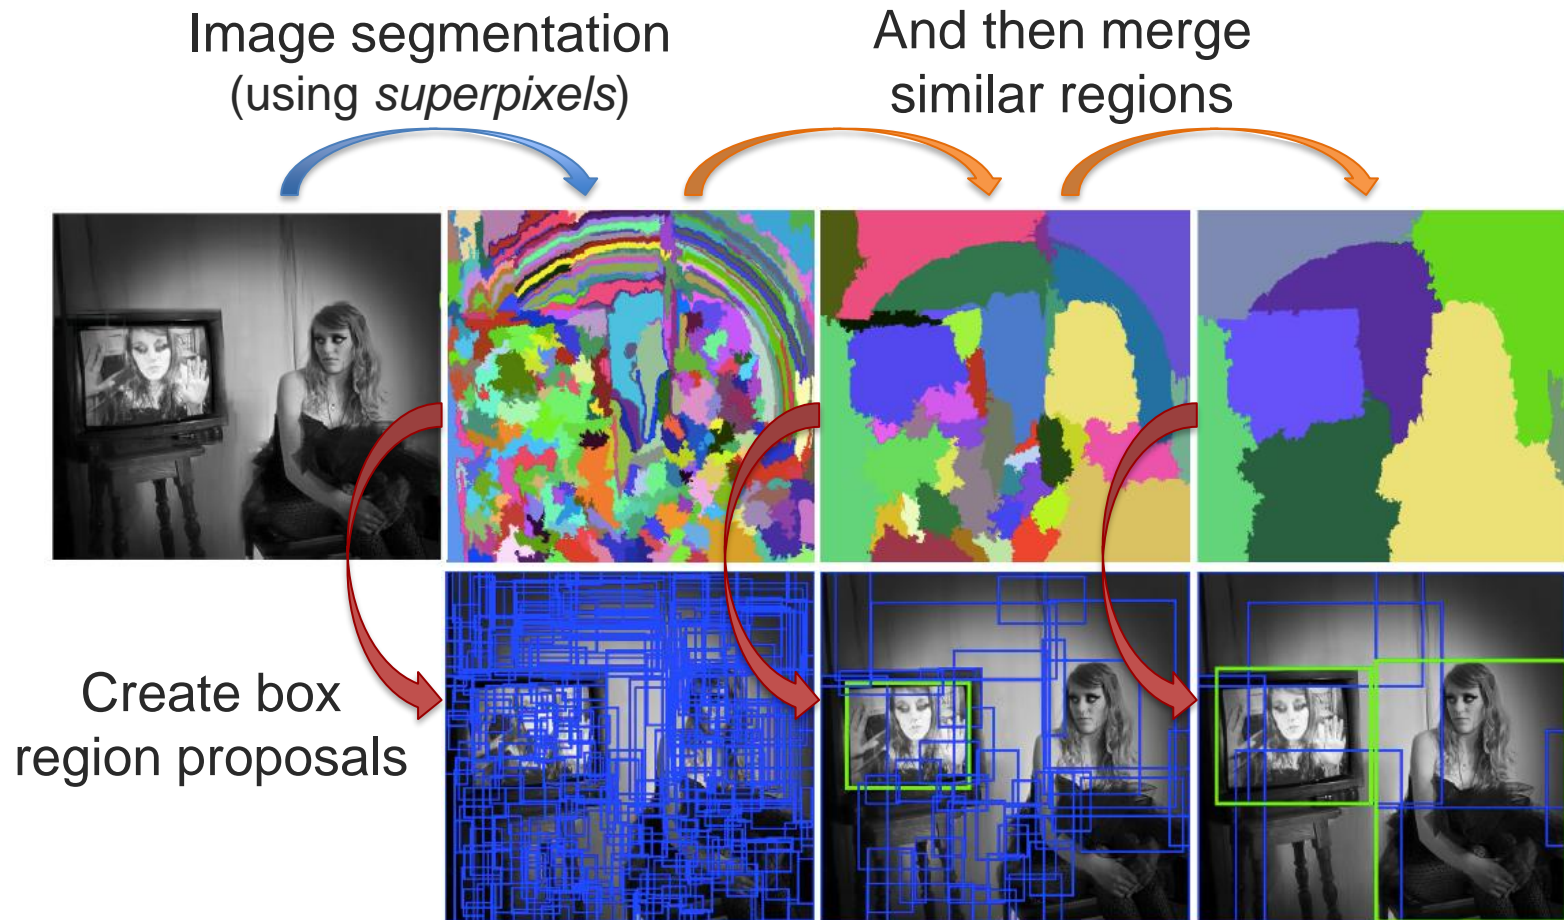 Image segmentation
(using superpixels)
And then merge
similar regions
Create box
region proposals